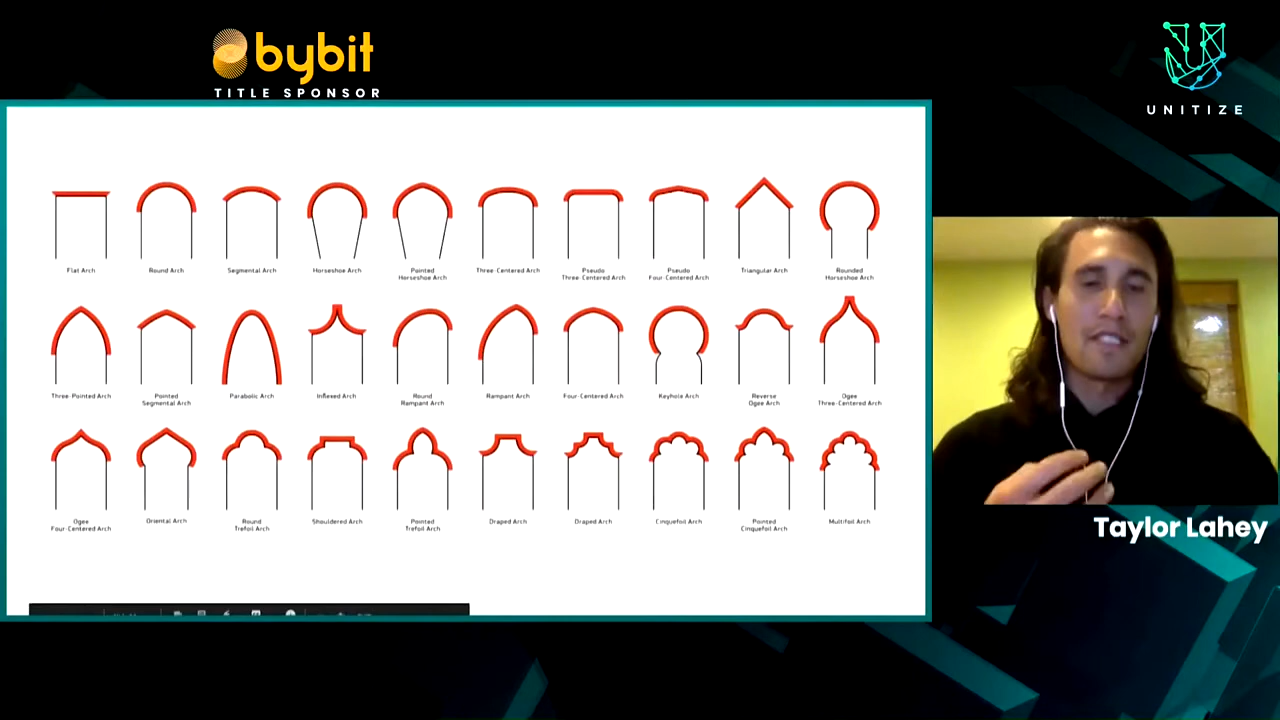 bybit
TITLE SPONSOR
UNITIZE
Flat Arch
Round Arch
Segmental Arch
Horseshoe Arch
Pointed
Horseshoe Arch
Three-Centered Arch
Pseudo
Three-Centered Arch
Pseudo
Four-Centered Arch
Triangular Arch
Rounded
Horseshoe Arch
Three-Pointed Arch
Pointed
Segmental Arch
Parabolic Arch
Inflexed Arch
Round
Rampant Arch
Rampant Arch
Four-Centered Arch
Keyhole Arch
Reverse
Ogee Arch
Ogee
Three-Centered Arch
Ogee
Four-Centered Arch
Oriental Arch
Round
Trefoil Arch
Shouldered Arch
Pointed
Trefoil Arch
Draped Arch
Draped Arch
Cinquefoil Arch
Pointed
Cinquefoil Arch
Multifoil Arch
Taylor Lahey